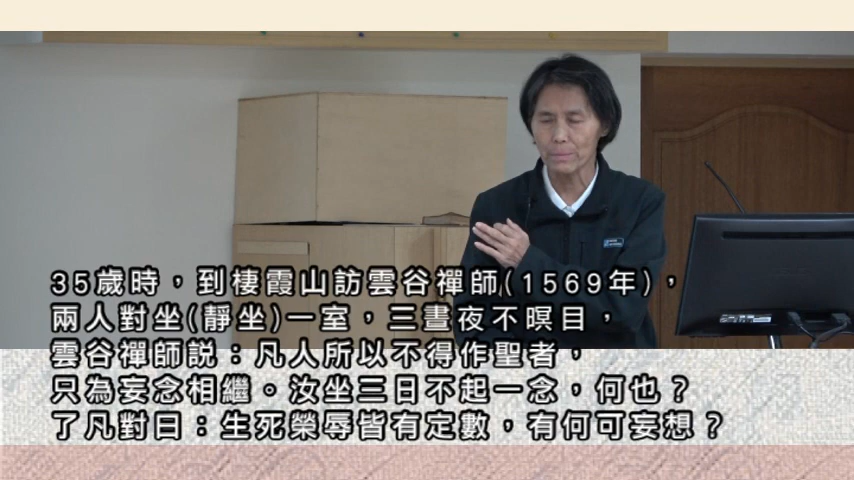 35歲時，到棲霞山訪雲谷禪師(1569年)，
兩人對坐(靜坐)一室，三晝夜不瞑目，
雲谷禪師說：凡人所以不得作聖者，
只為妄念相繼。汝坐三日不起一念，何也？
了凡對曰：生死榮辱皆有定數，有何可妄想？